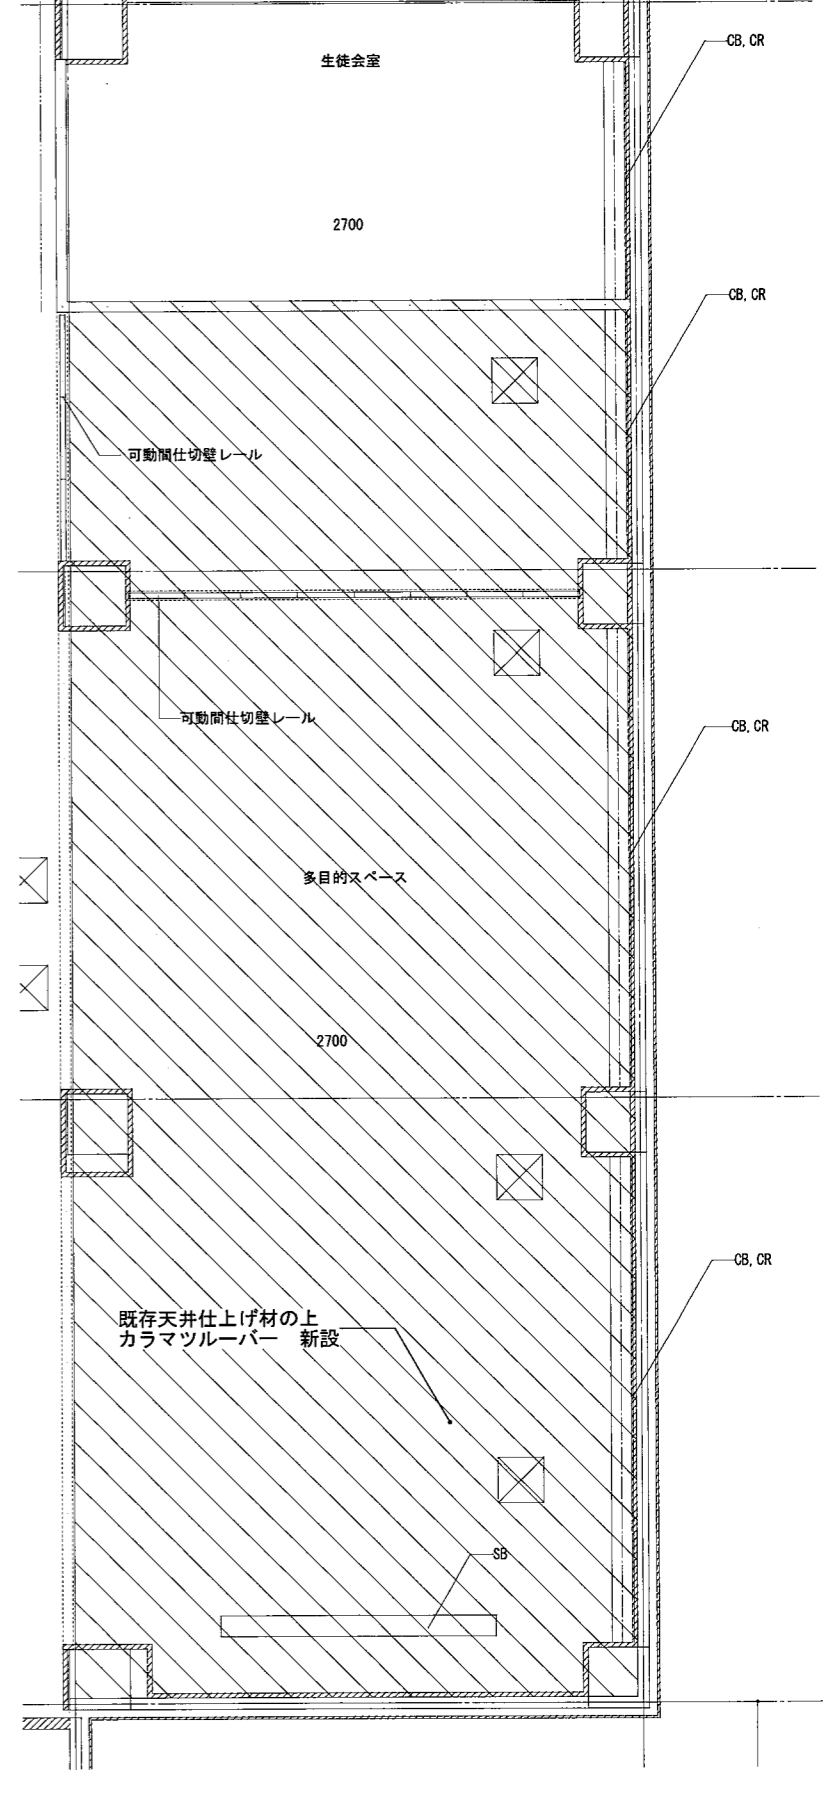 CB, CR
生徒会室
2700
CB, CR
可動間仕切壁レール
可動間仕切壁レール
CB, CR
多目的スペース
2700
CB, CR
既存天井仕上げ材の上
カラマツルーバー 新設
SB